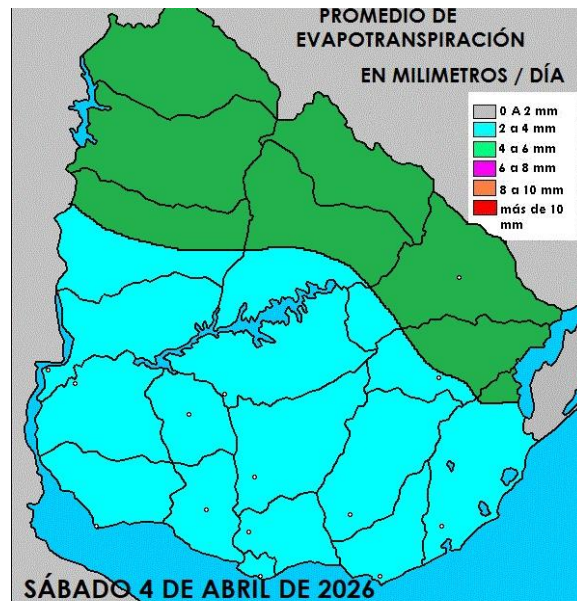 PROMEDIO DE
EVAPOTRANSPIRACIÓN
EN MILIMETROS / DÍA
0 A 2 mm
2 a 4 mm
4 a 6 mm
6 a 8 mm
8 a 10 mm
más de 10
mm
SÁBADO 4 DE ABRIL DE 2026